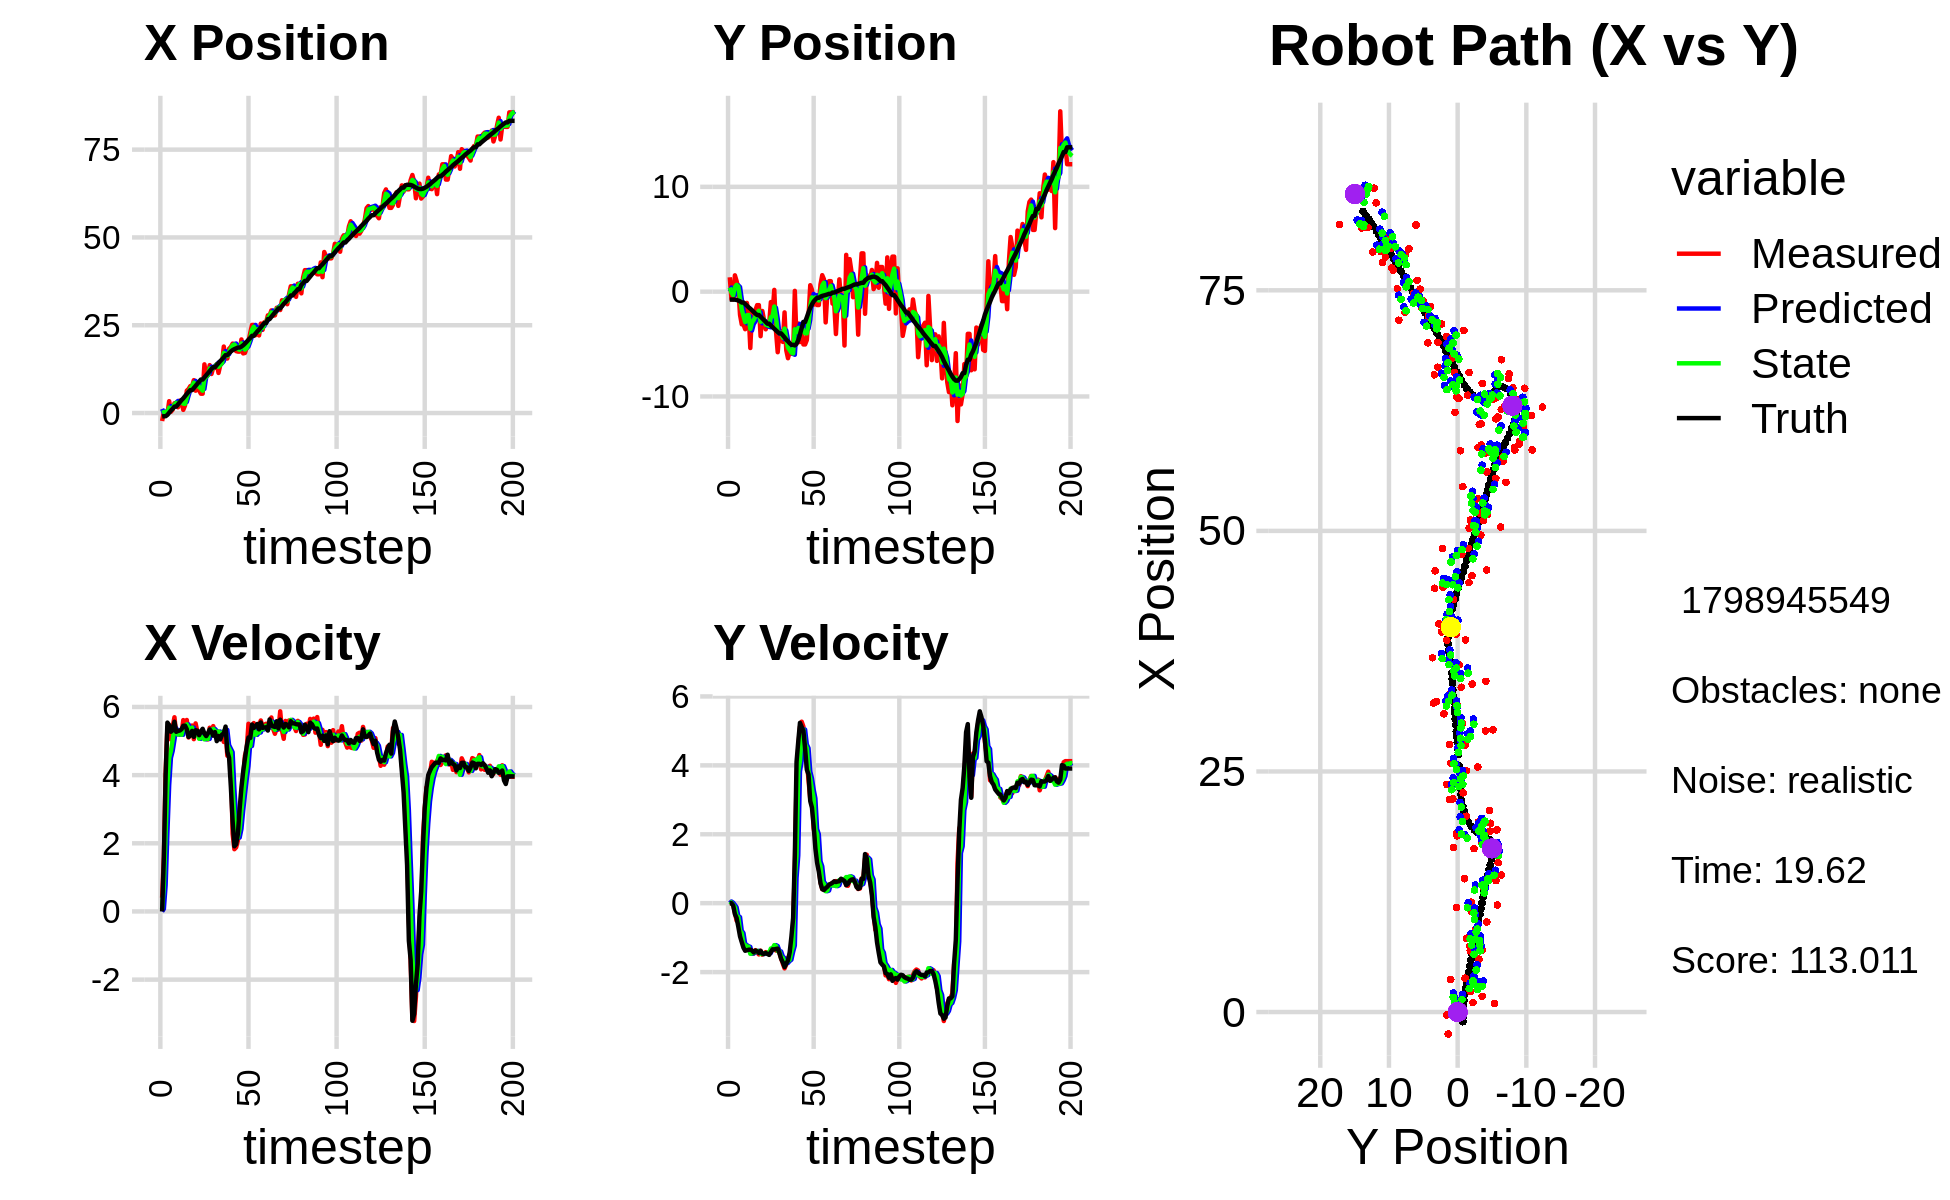 X Position
75
50
25
0
0
50
100
150
200
timestep
Y Position
10
0
-10
0
50
100
150
200
timestep
X Velocity
6
4
2
0
-2
0
50
100
150
200
timestep
Y Velocity
6
4
2
0
-2
0
50
100
150
200
timestep
Robot Path (X vs Y)
X Position
75
50
25
0
20 10 0 -10 -20
Y Position
variable
Measured
Predicted
State
Truth
1798945549
Obstacles: none
Noise: realistic
Time: 19.62
Score: 113.011